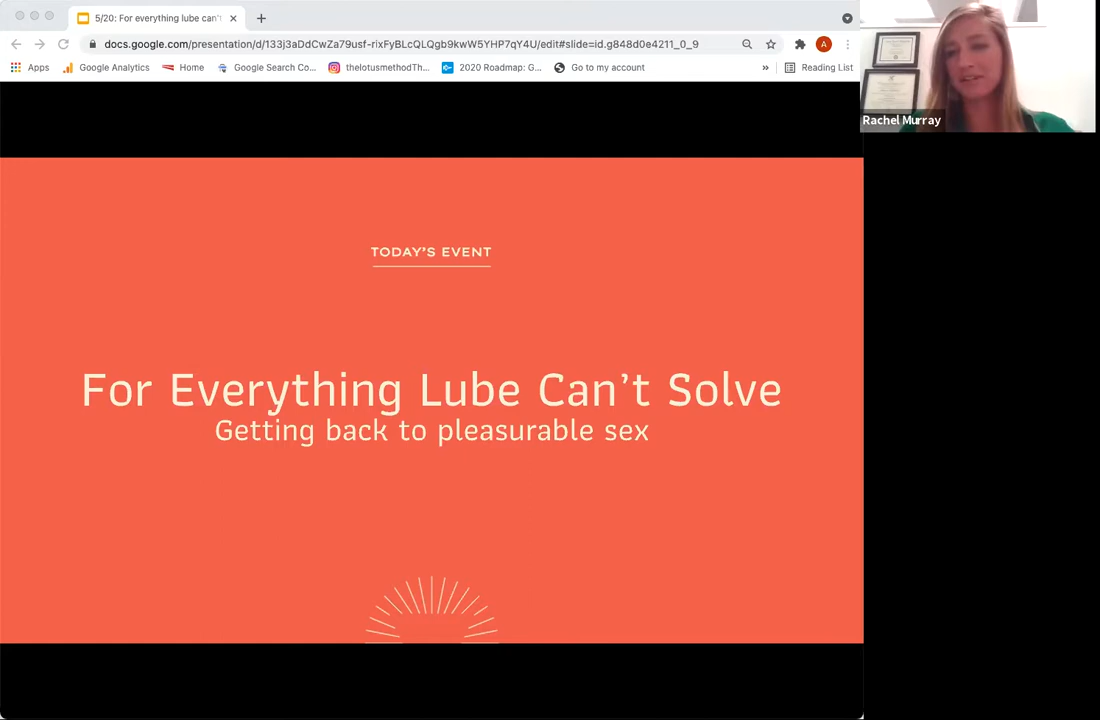 5/20: For everything lube can't
docs.google.com/presentation/d/133j3aDdCwZa79usf-rixFyBLcQLQgb9kwW5YHP7qY4U/edit#slide=id.g848d0e4211_0_9
A
Apps
Google Analytics
Home
Google Search Co...
thelotusmethodTh...
2020 Roadmap: G...
Go to my account
»
Reading List
Rachel Murray
TODAY'S EVENT
For Everything Lube Can't Solve
Getting back to pleasurable sex